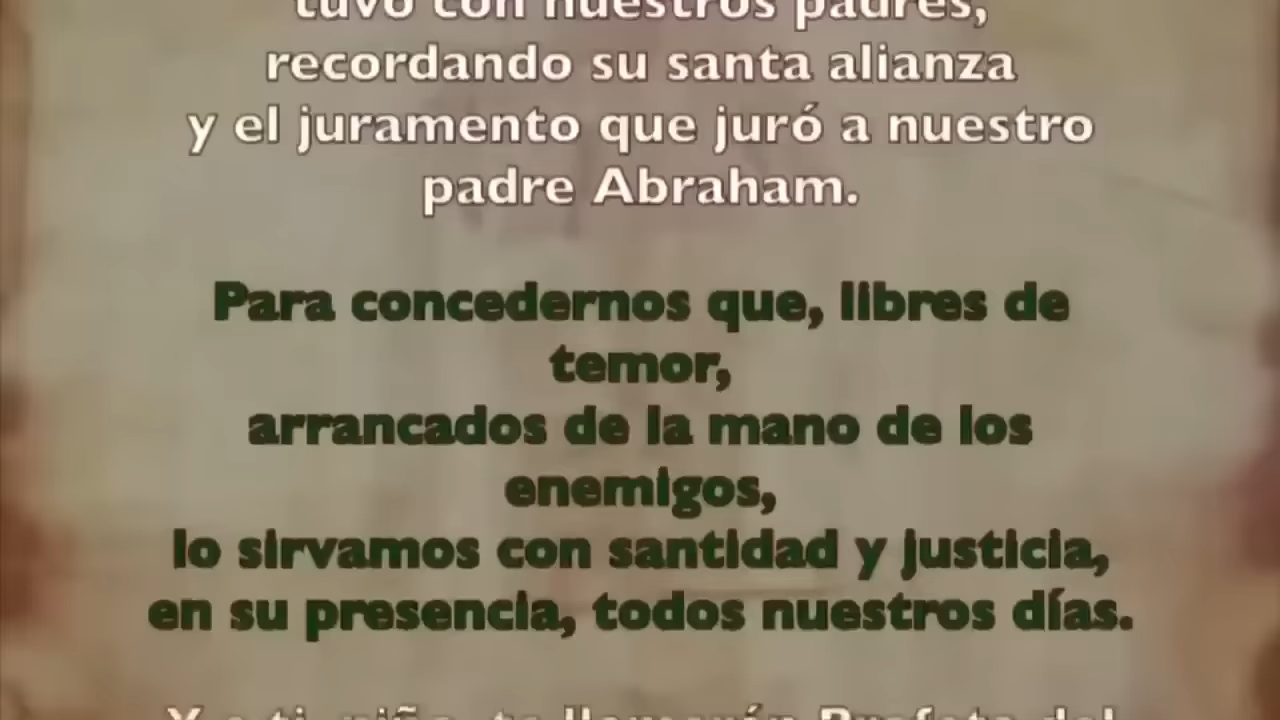 tuvo con nuestros padres,
recordando su santa alianza
y el juramento que juró a nuestro
padre Abraham.
Para concedernos que, libres de
temor,
arrancados de la mano de los
enemigos,
lo sirvamos con santidad y justicia,
en su presencia, todos nuestros días.
Y a ti, niño, te llamarán Profeta del